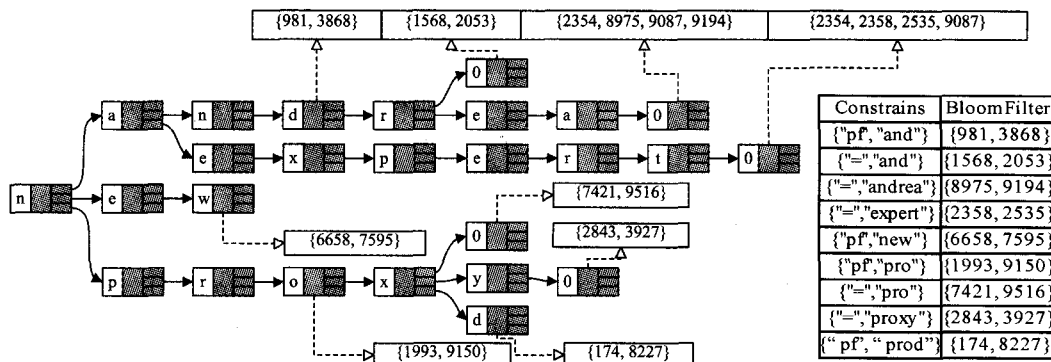 {981, 3868} {1568, 2053} {2354, 8975, 9087, 9194} {2354, 2358, 2535, 9087}
0
a n d r e a 0
e x p e r t 0
n e w
{7421, 9516}
{6658, 7595}
0
{2843, 3927}
p r o x y 0
d
{1993, 9150} {174, 8227}
Constrains BloomFilter
{"pf","and"} {981, 3868}
{"=","and"} {1568, 2053}
{"=","andrea"} {8975, 9194}
{"=","expert"} {2358, 2535}
{"pf","new"} {6658, 7595}
{"pf","pro"} {1993, 9150}
{"=","pro"} {7421, 9516}
{"=","proxy"} {2843, 3927}
{“ pf”, “ prod”} {174, 8227}